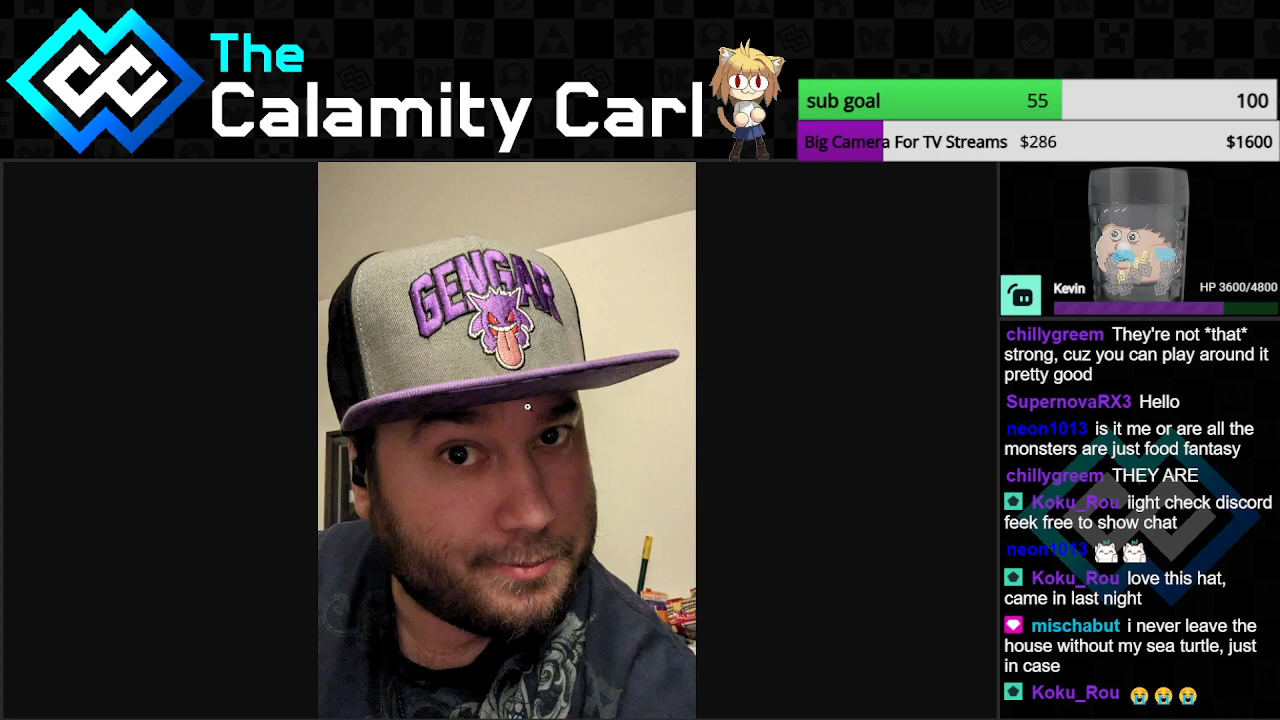 The
Calamity Carl
sub goal 55 100
Big Camera For TV Streams $286 $1600
GENGAR
Kevin HP 3600/4800
chillygreem They're not *that*
strong, cuz you can play around it
pretty good
SupernovaRX3 Hello
neon1013 is it me or are all the
monsters are just food fantasy
chillygreem THEY ARE
Koku_Rou iight check discord
feek free to show chat
neon1013
Koku_Rou love this hat,
came in last night
mischabut i never leave the
house without my sea turtle, just
in case
Koku_Rou 😭 😭 😭